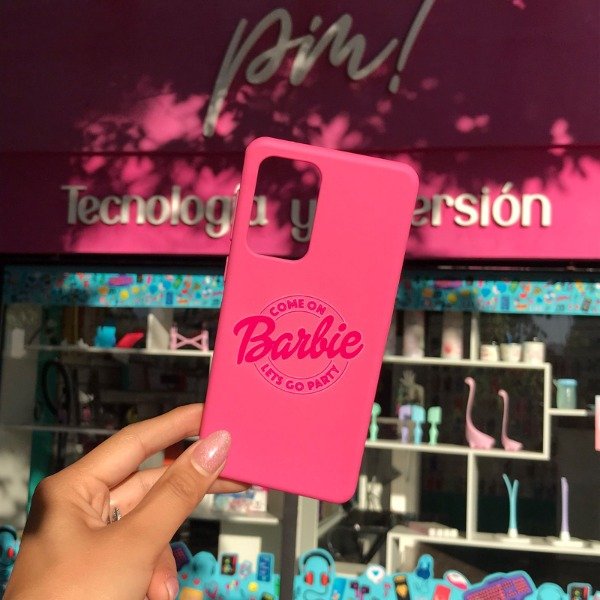 pim!
Tecnología y ersión
COME ON
Barbie
LETS GO PARTY